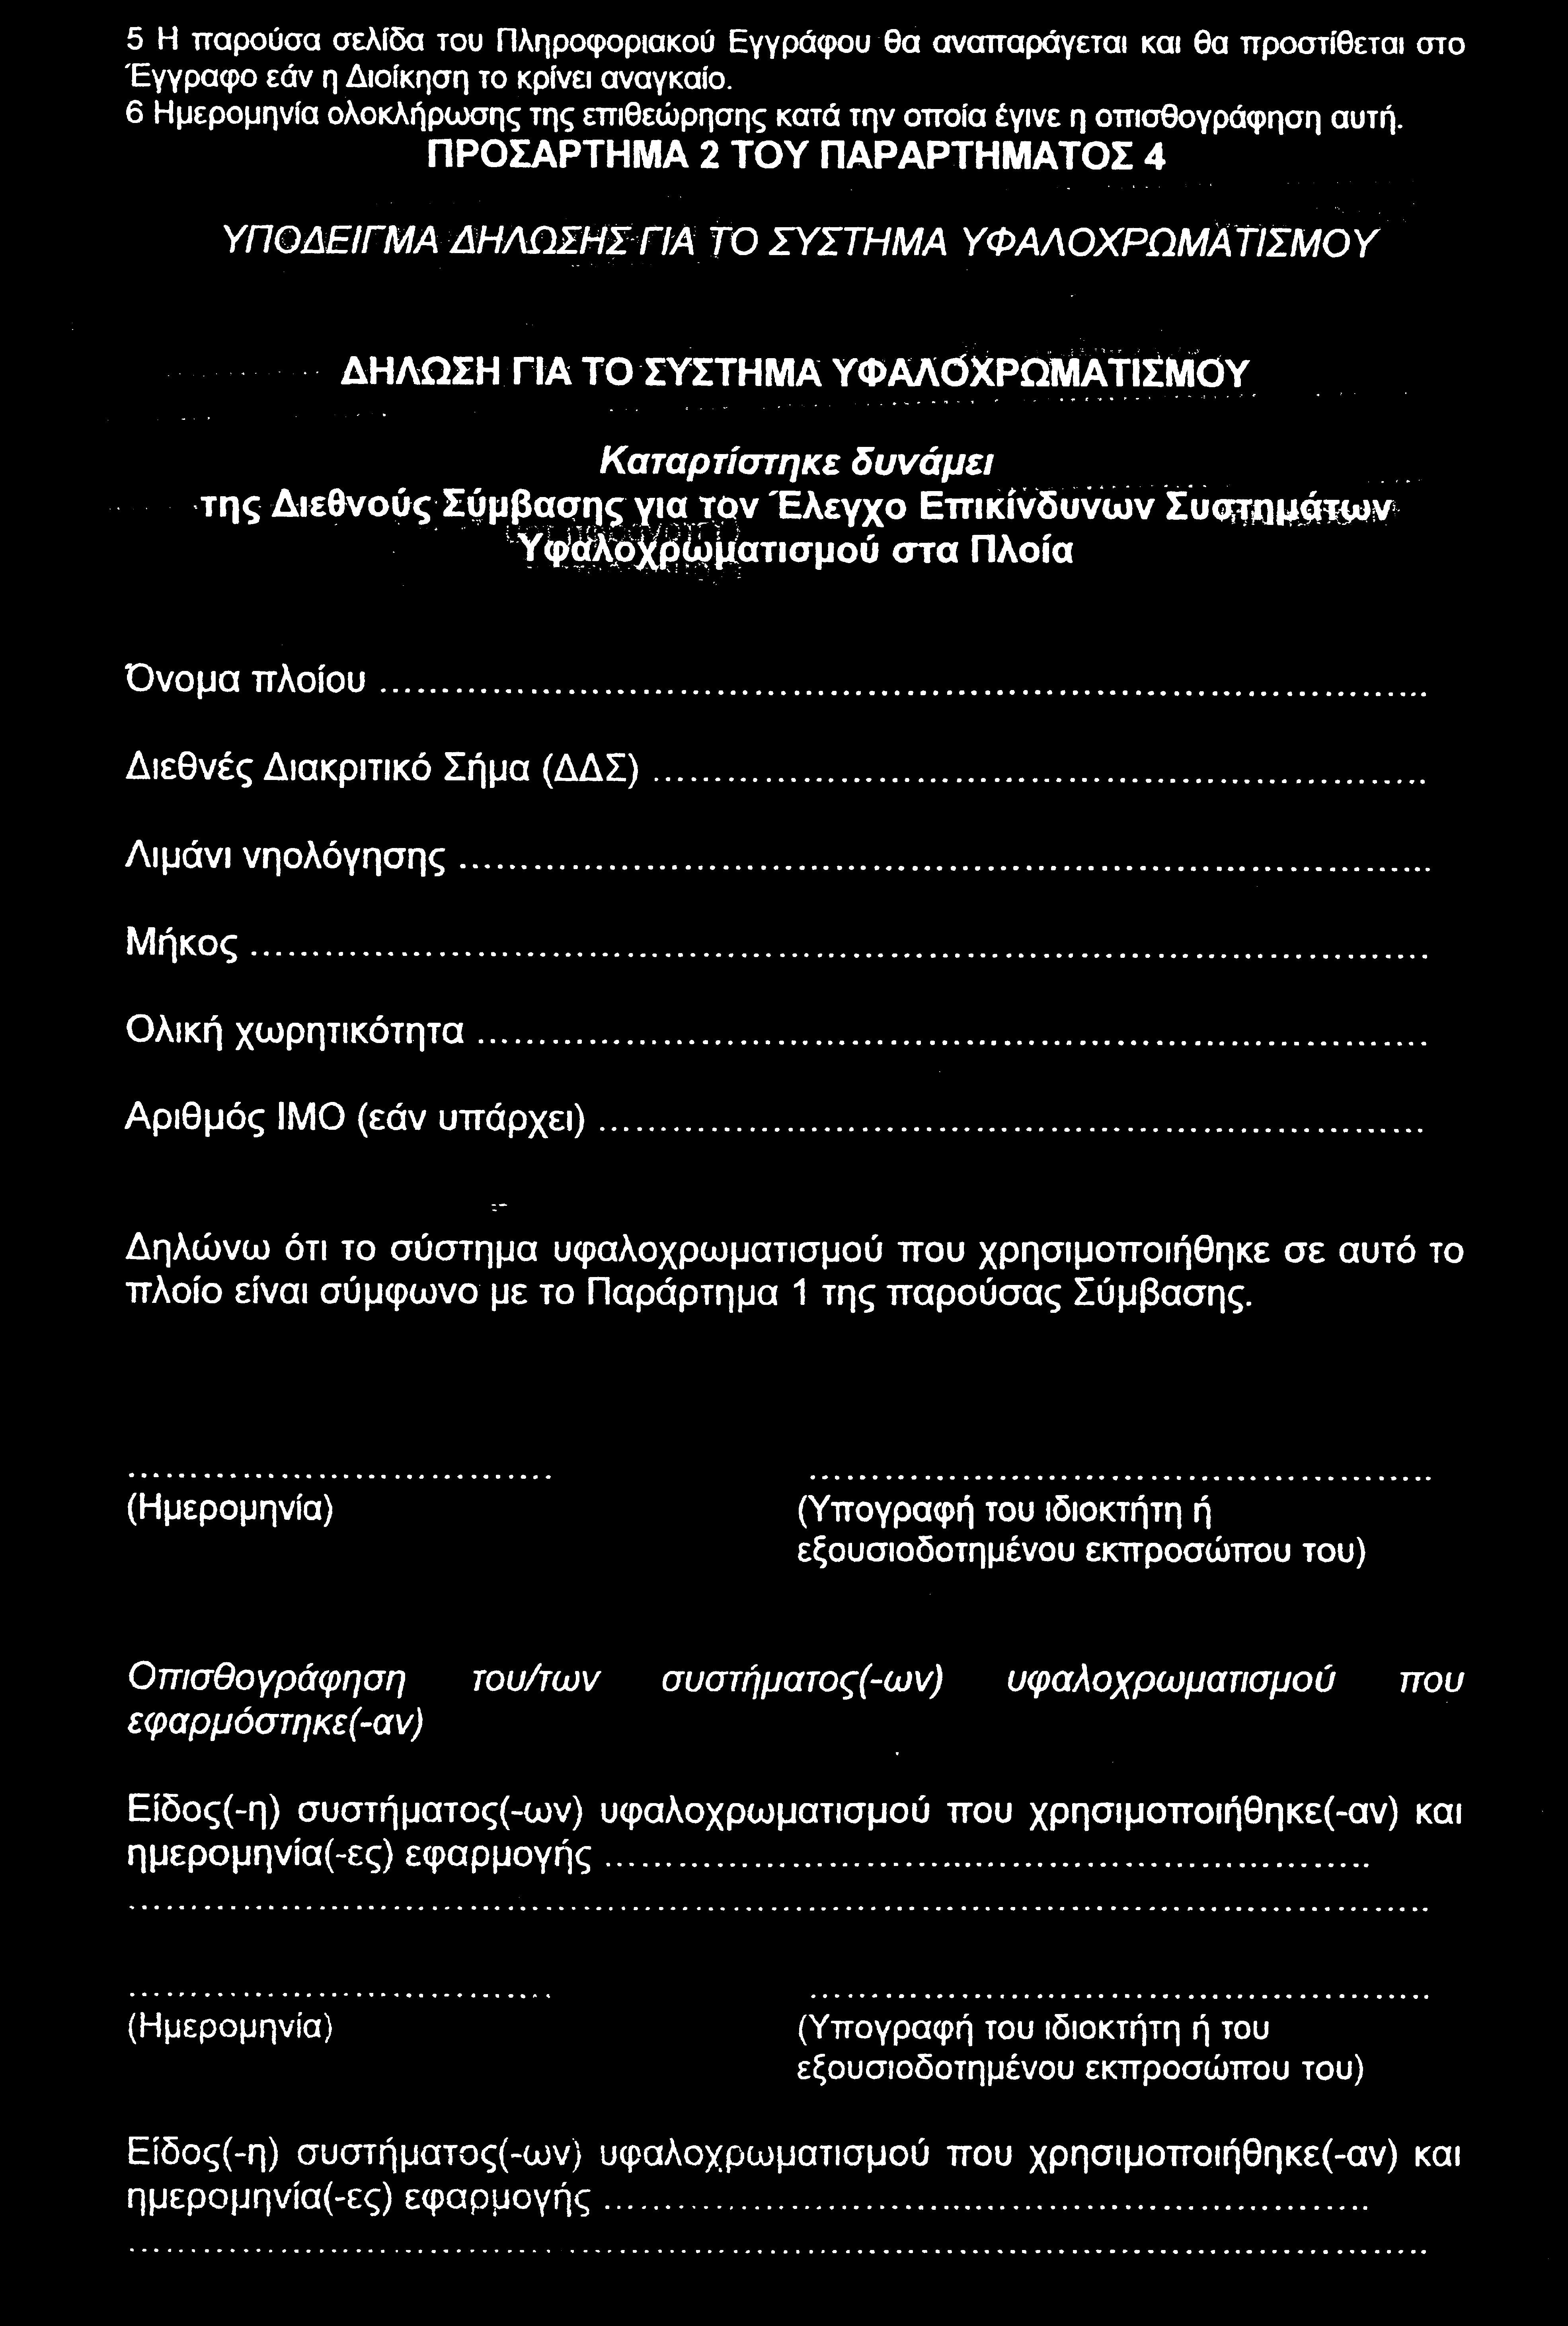 5 Η παρούσα σελίδα του Πληροφοριακού Εγγράφου θα αναπαράγεται και θα προστίθεται στο
Έγγραφο εάν η Διοίκηση το κρίνει αναγκαίο.
6 Ημερομηνία ολοκλήρωσης της επιθεώρησης κατά την οποία έγινε η οπισθογράφηση αυτή.
ΠΡΟΣΑΡΤΗΜΑ 2 ΤΟΥ ΠΑΡΑΡΤΗΜΑΤΟΣ 4
ΥΠΟΔΕΙΓΜΑ ΔΗΛΩΣΗΣ ΓΙΑ ΤΟ ΣΥΣΤΗΜΑ ΥΦΑΛΟΧΡΩΜΑΤΙΣΜΟΥ
ΔΗΛΩΣΗ ΓΙΑ ΤΟ ΣΥΣΤΗΜΑ ΥΦΑΛΟΧΡΩΜΑΤΙΣΜΟΥ
Καταρτίστηκε δυνάμει
της Διεθνούς Σύμβασης για τον Έλεγχο Επικίνδυνων Συστημάτων
Υφαλοχρωματισμού στα Πλοία
Όνομα πλοίου ........................................................................
Διεθνές Διακριτικό Σήμα (ΔΔΣ) ........................................................
Λιμάνι νηολόγησης ....................................................................
Μήκος ................................................................................
Ολική χωρητικότητα ...................................................................
Αριθμός ΙΜΟ (εάν υπάρχει) ............................................................
Δηλώνω ότι το σύστημα υφαλοχρωματισμού που χρησιμοποιήθηκε σε αυτό το
πλοίο είναι σύμφωνο με το Παράρτημα 1 της παρούσας Σύμβασης.
.................................. ..................................................
(Ημερομηνία) (Υπογραφή του ιδιοκτήτη ή
εξουσιοδοτημένου εκπροσώπου του)
Οπισθογράφηση του/των συστήματος(-ων) υφαλοχρωματισμού που
εφαρμόστηκε(-αν)
Είδος(-η) συστήματος(-ων) υφαλοχρωματισμού που χρησιμοποιήθηκε(-αν) και
ημερομηνία(-ες) εφαρμογής ............................................................
........................................................................................................
.................................. ..................................................
(Ημερομηνία) (Υπογραφή του ιδιοκτήτη ή του
εξουσιοδοτημένου εκπροσώπου του)
Είδος(-η) συστήματος(-ων) υφαλοχρωματισμού που χρησιμοποιήθηκε(-αν) και
ημερομηνία(-ες) εφαρμογής ............................................................
........................................................................................................